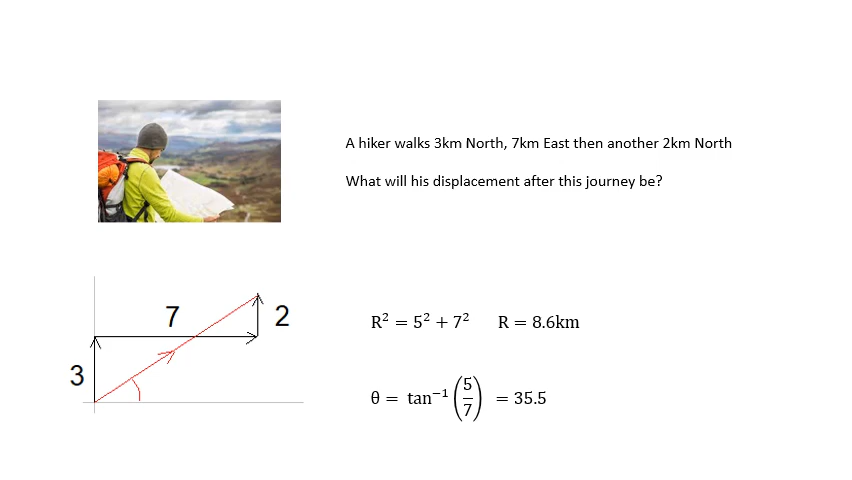 A hiker walks 3km North, 7km East then another 2km North
What will his displacement after this journey be?
7
2
3
R² = 5² + 7² R = 8.6km
θ = tan⁻¹(5/7) = 35.5